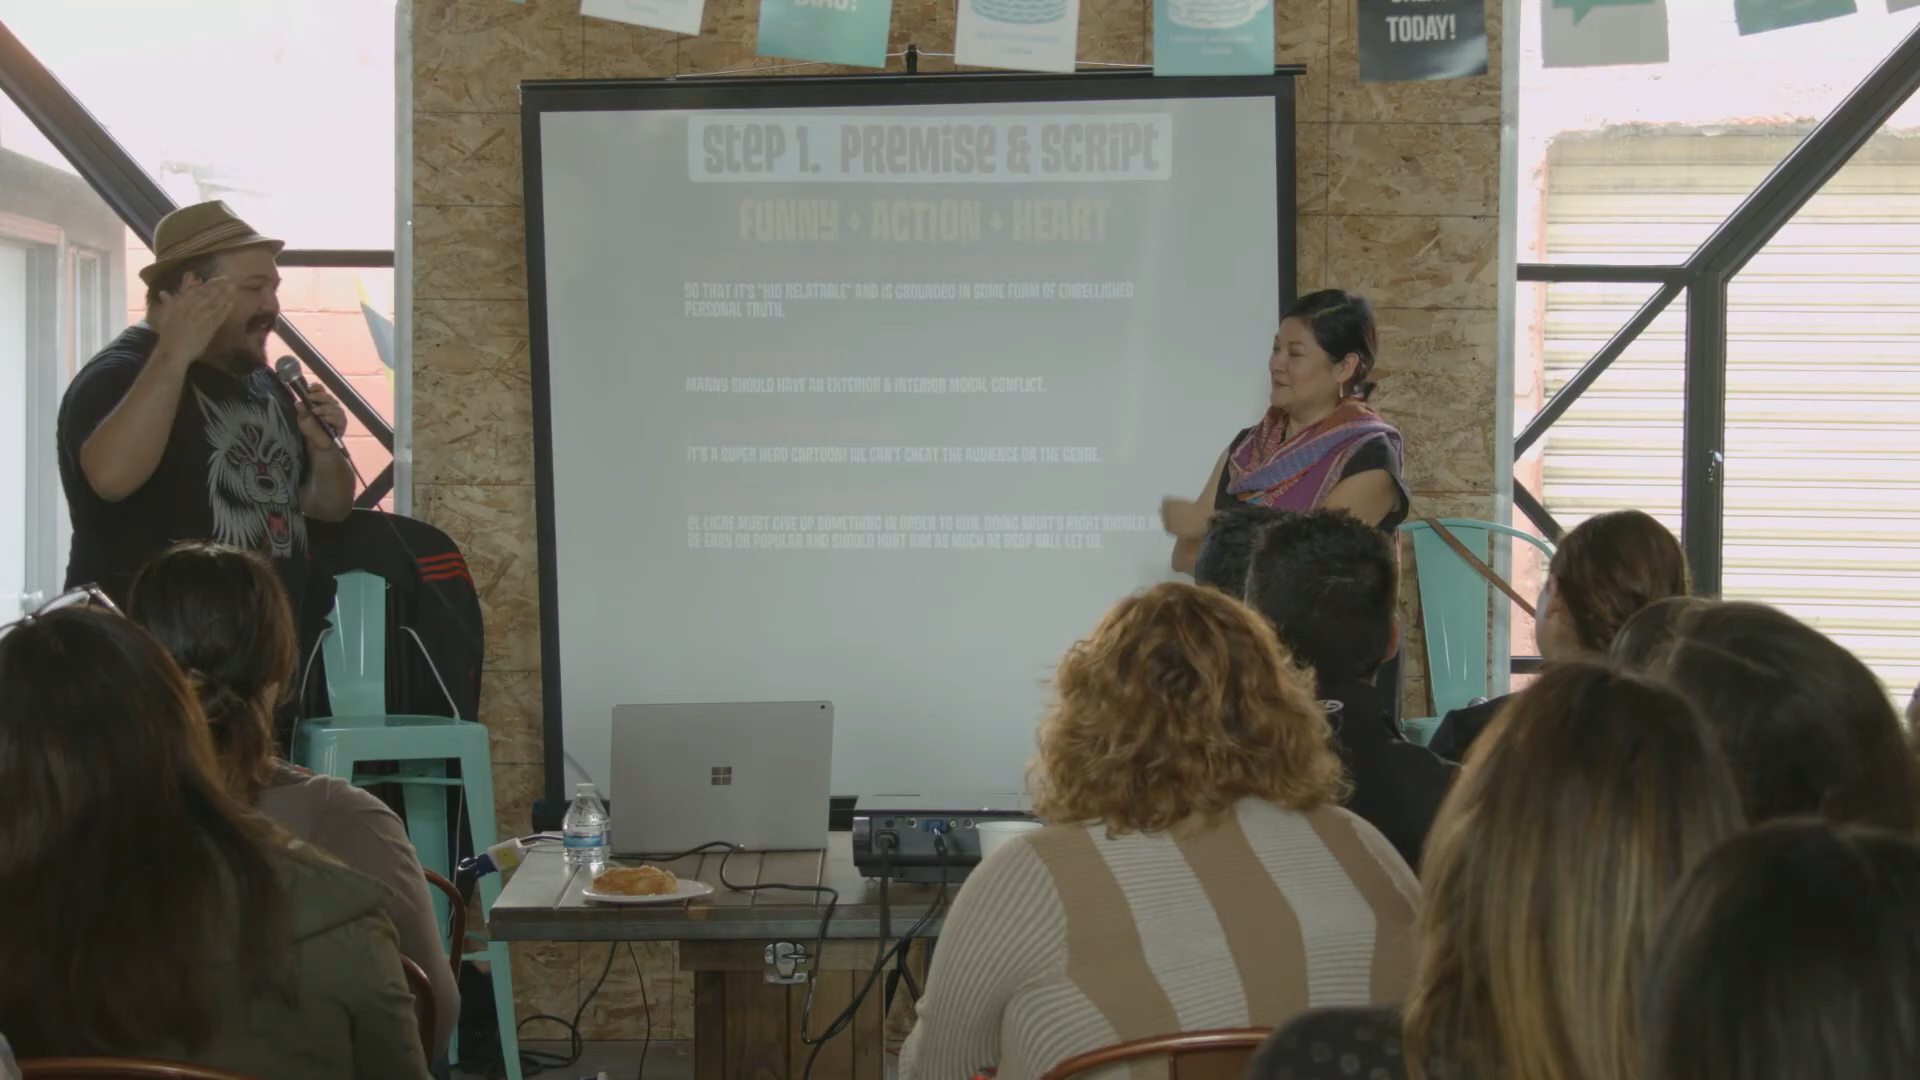 TODAY!
STEP 1. PREMISE & SCRIPT
FUNNY + ACTION + HEART
SO THAT IT'S "KID RELATABLE" AND IS GROUNDED IN SOME FORM OF EMBELLISHED
PERSONAL TRUTH.
MANNY SHOULD HAVE AN EXTERIOR & INTERIOR MORAL CONFLICT.
IT'S A SUPER HERO CARTOON! WE CAN'T CHEAT THE AUDIENCE OR THE GENRE.
EL TIGRE MUST GIVE UP SOMETHING IN ORDER TO WIN. DOING WHAT'S RIGHT SHOULD
BE EASY OR POPULAR AND SHOULD HURT HIM AS MUCH AS BS&P WILL LET US.